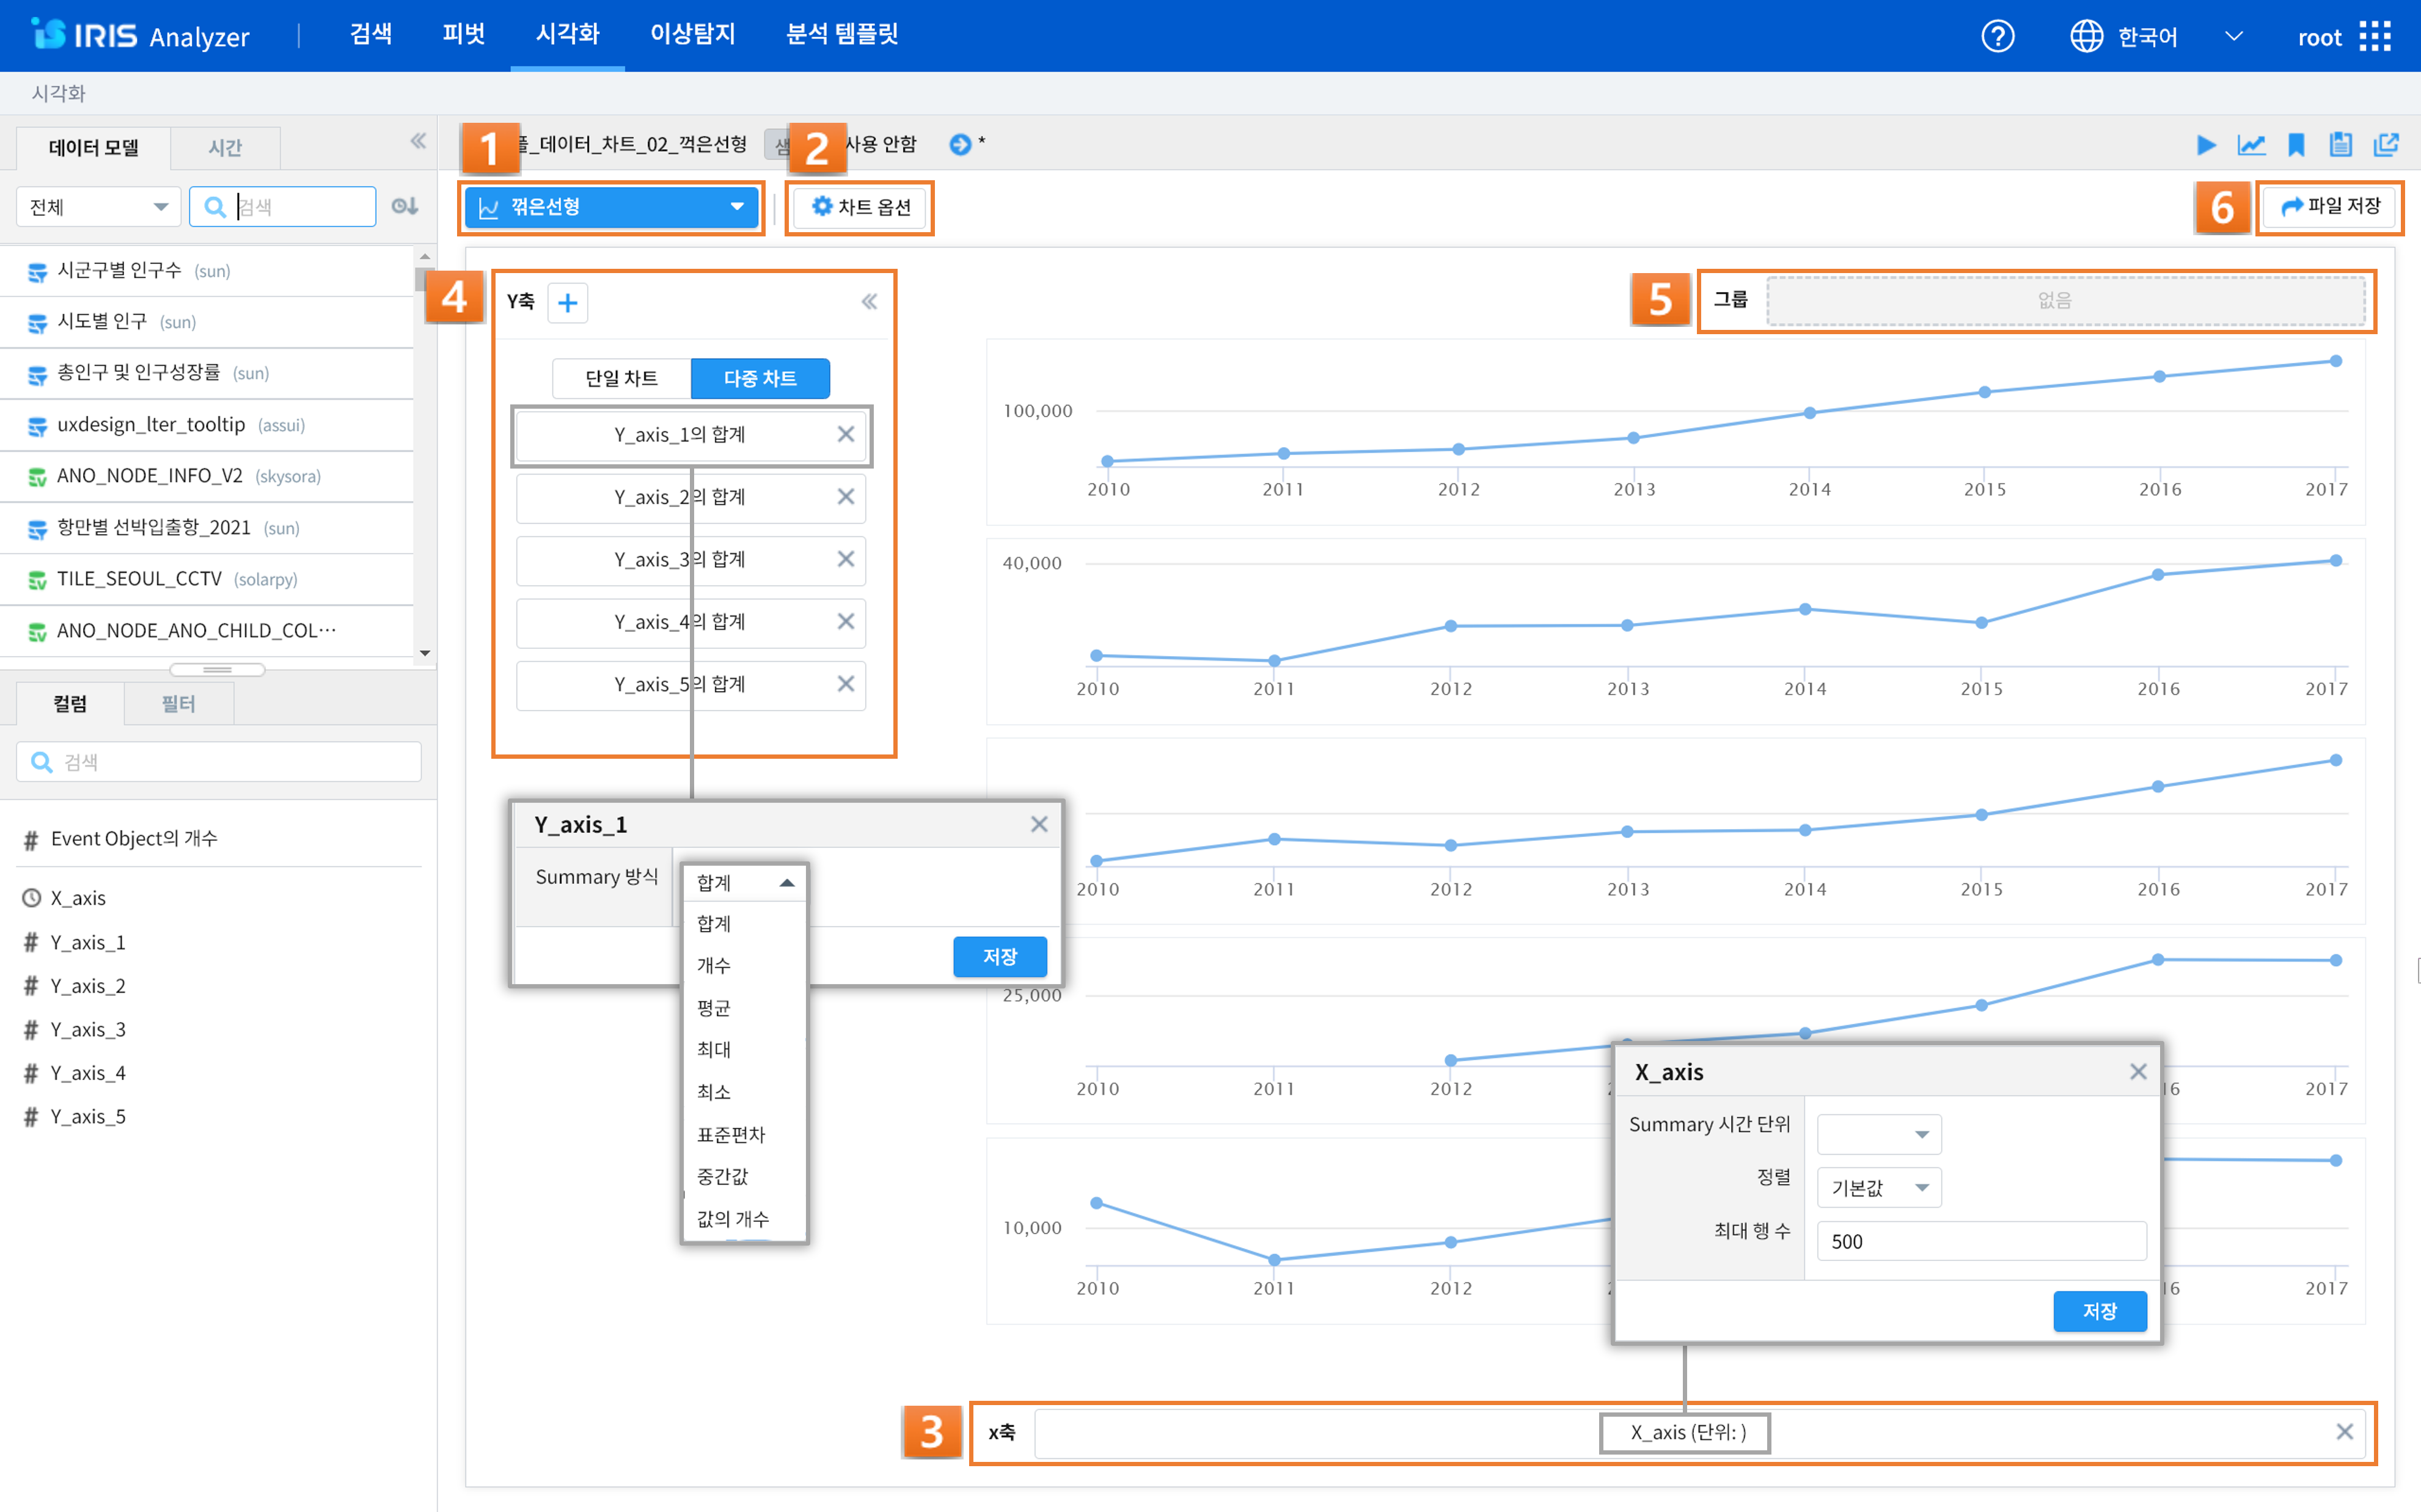 IRIS Analyzer
검색
피벗
시각화
이상탐지
분석 템플릿
?
한국어
root
시각화
데이터 모델
시간
전체
검색
시군구별 인구수 (sun)
시도별 인구 (sun)
총인구 및 인구성장률 (sun)
uxdesign_lter_tooltip (assui)
ANO_NODE_INFO_V2 (skysora)
항만별 선박입출항_2021 (sun)
TILE_SEOUL_CCTV (solarpy)
ANO_NODE_ANO_CHILD_COL⋯
컬럼
필터
검색
# Event Object의 개수
X_axis
# Y_axis_1
# Y_axis_2
# Y_axis_3
# Y_axis_4
# Y_axis_5
1
_데이터_차트_02_꺾은선형
샘
2
사용 안함
*
꺾은선형
차트 옵션
6
파일 저장
4
Y축 +
단일 차트
다중 차트
Y_axis_1의 합계
Y_axis_2의 합계
Y_axis_3의 합계
Y_axis_4의 합계
Y_axis_5의 합계
5
그룹
없음
100,000
2010 2011 2012 2013 2014 2015 2016 2017
40,000
2010 2011 2012 2013 2014 2015 2016 2017
2010 2011 2012 2013 2014 2015 2016 2017
25,000
2010 2011 2012 2 16 2017
10,000
2010 2011 2012 2 16 2017
Y_axis_1
Summary 방식
합계
합계
개수
평균
최대
최소
표준편차
중간값
값의 개수
저장
X_axis
Summary 시간 단위
정렬
기본값
최대 행 수
500
저장
3
x축
X_axis (단위: )